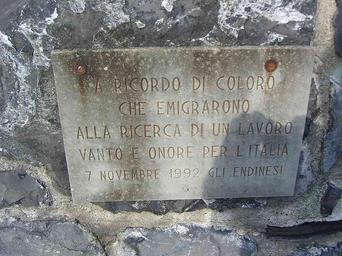 A RICORDO DI COLORO
CHE EMIGRARONO
ALLA RICERCA DI UN LAVORO
VANTO E ONORE PER L'ITALIA
7 NOVEMBRE 1992 GLI ENDINESI